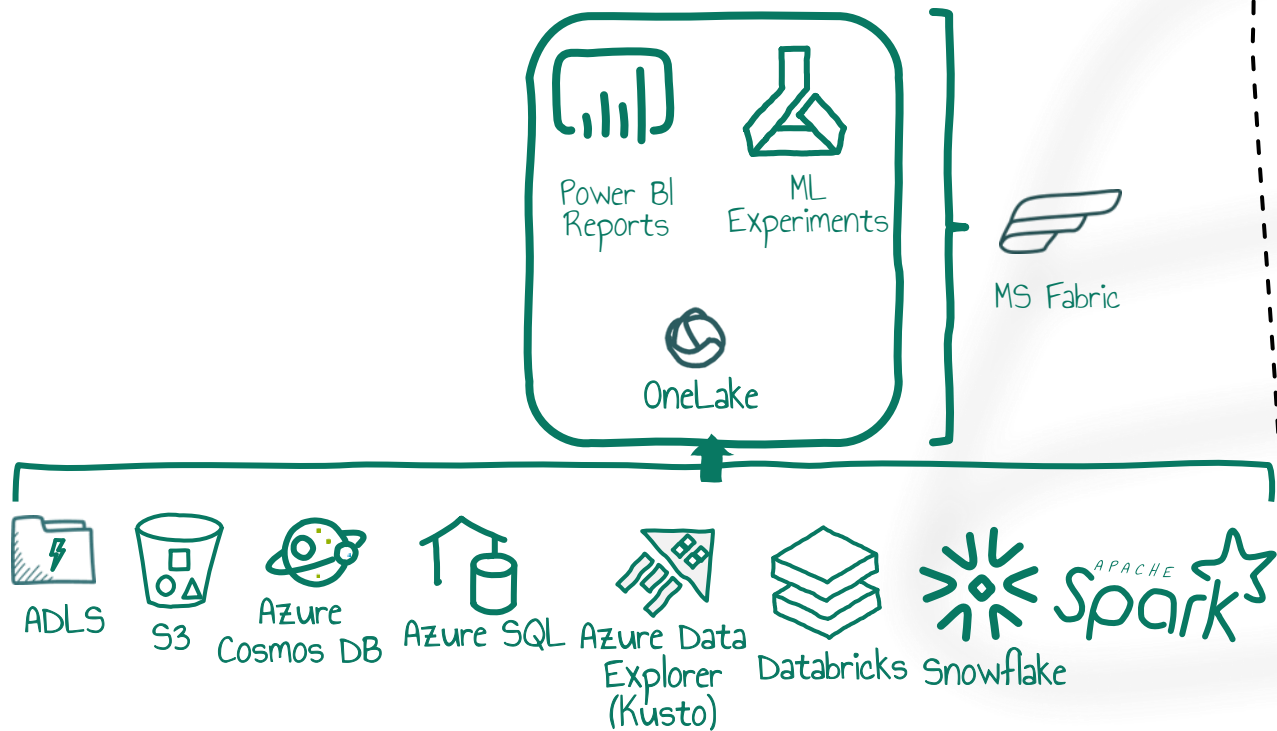 Power BI
Reports
ML
Experiments
MS Fabric
OneLake
ADLS
S3
Azure
Cosmos DB
Azure SQL
Azure Data
Explorer
(Kusto)
Databricks
Snowflake
APACHE
Spark